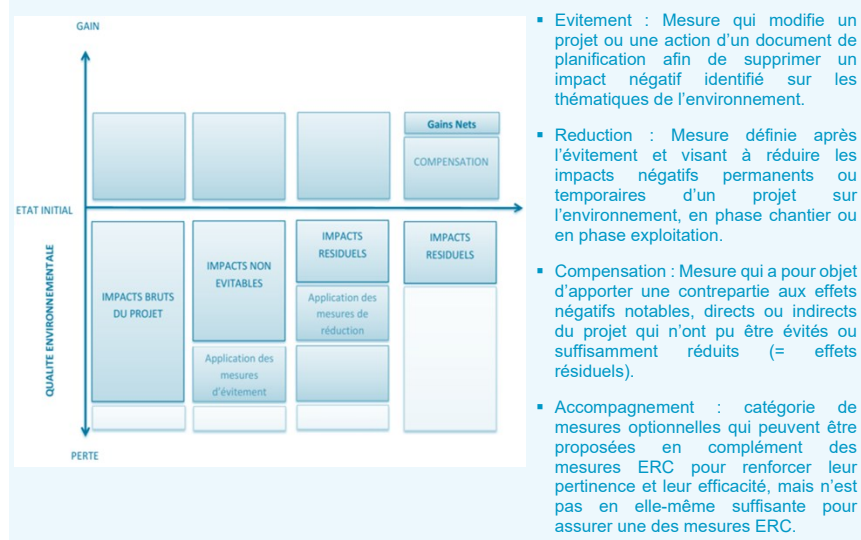 GAIN
ETAT INITIAL
QUALITE ENVIRONNEMENTALE
PERTE
IMPACTS BRUTS
DU PROJET
IMPACTS NON
EVITABLES
Application des
mesures
d'évitement
IMPACTS
RESIDUELS
Application des
mesures de
réduction
Gains Nets
COMPENSATION
IMPACTS
RESIDUELS
▪ Evitement : Mesure qui modifie un
projet ou une action d’un document de
planification afin de supprimer un
impact négatif identifié sur les
thématiques de l’environnement.
▪ Reduction : Mesure définie après
l’évitement et visant à réduire les
impacts négatifs permanents ou
temporaires d’un projet sur
l’environnement, en phase chantier ou
en phase exploitation.
▪ Compensation : Mesure qui a pour objet
d’apporter une contrepartie aux effets
négatifs notables, directs ou indirects
du projet qui n’ont pu être évités ou
suffisamment réduits (= effets
résiduels).
▪ Accompagnement : catégorie de
mesures optionnelles qui peuvent être
proposées en complément des
mesures ERC pour renforcer leur
pertinence et leur efficacité, mais n’est
pas en elle-même suffisante pour
assurer une des mesures ERC.